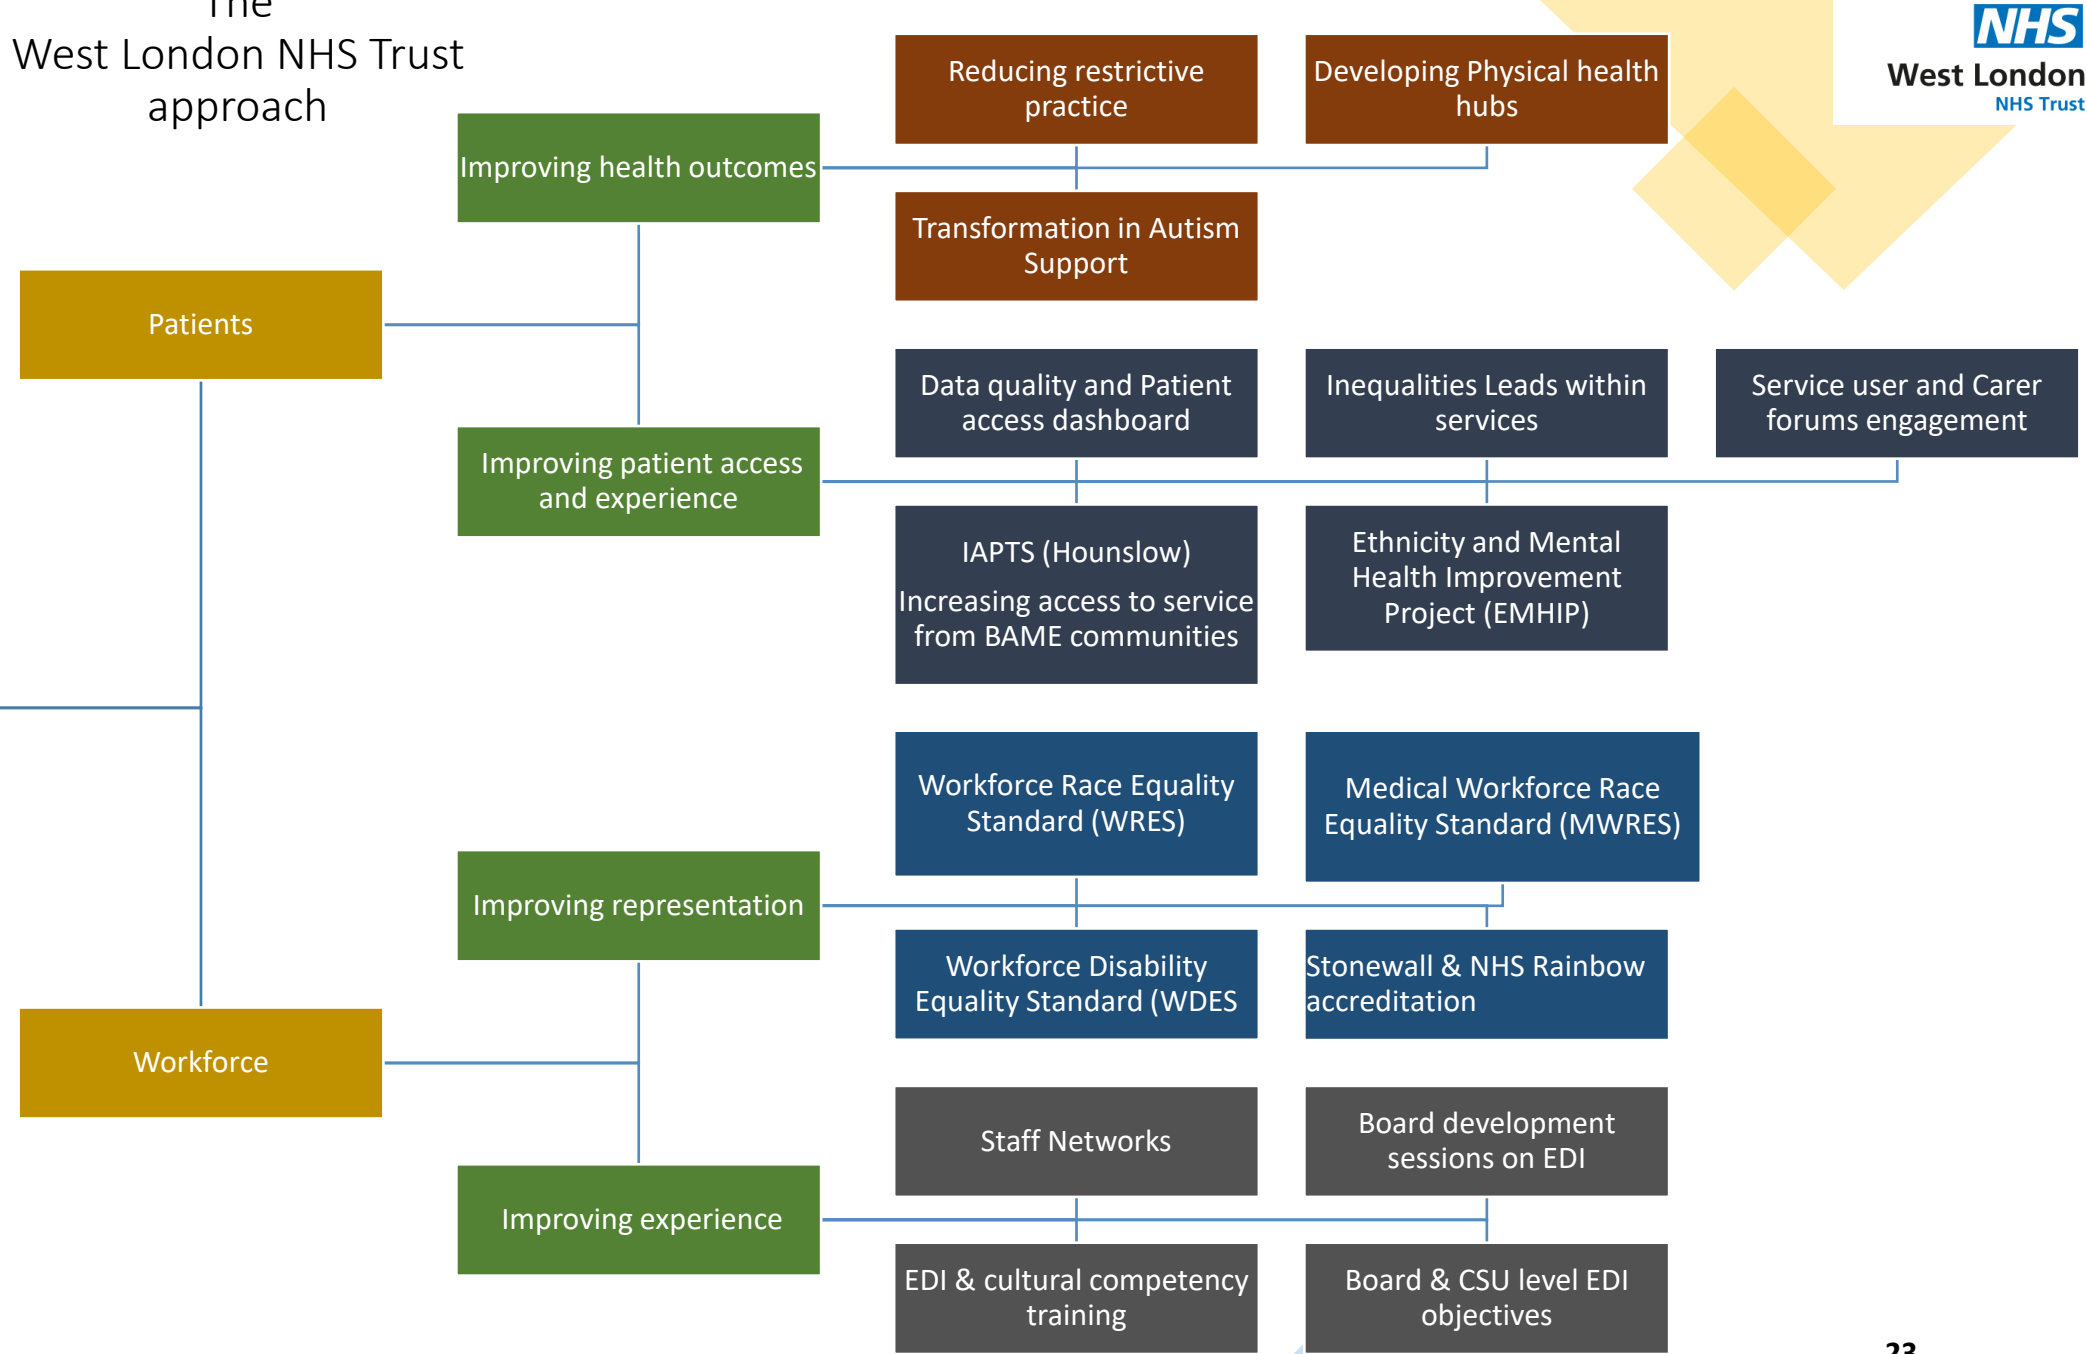 The
West London NHS Trust
approach
NHS
West London
NHS Trust
Reducing restrictive
practice
Developing Physical health
hubs
Improving health outcomes
Transformation in Autism
Support
Patients
Data quality and Patient
access dashboard
Inequalities Leads within
services
Service user and Carer
forums engagement
Improving patient access
and experience
IAPTS (Hounslow)
Increasing access to service
from BAME communities
Ethnicity and Mental
Health Improvement
Project (EMHIP)
Workforce Race Equality
Standard (WRES)
Medical Workforce Race
Equality Standard (MWRES)
Improving representation
Workforce Disability
Equality Standard (WDES
Stonewall & NHS Rainbow
accreditation
Workforce
Staff Networks
Board development
sessions on EDI
Improving experience
EDI & cultural competency
training
Board & CSU level EDI
objectives
23